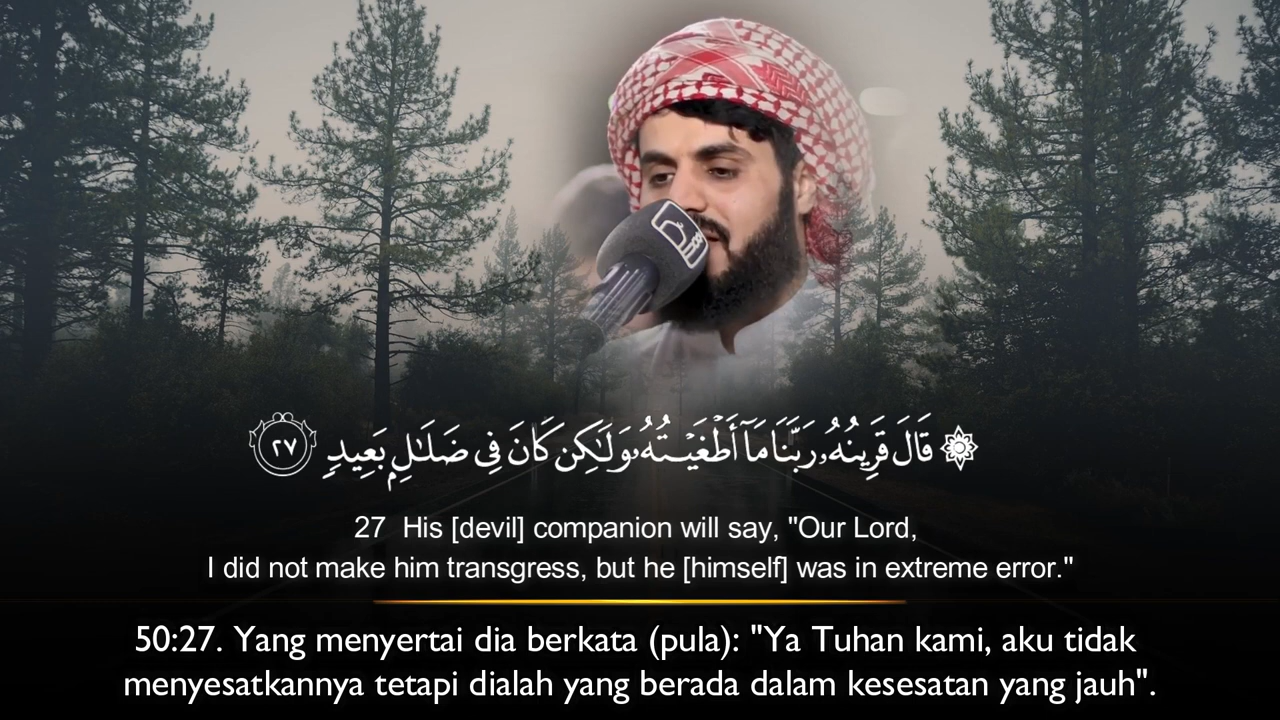 ۞ قَالَ قَرِينُهُۥ رَبَّنَا مَآ أَطْغَيْتُهُۥ وَلَٰكِن كَانَ فِى ضَلَٰلٍۭ بَعِيدٍ ٢٧
27 His [devil] companion will say, "Our Lord,
I did not make him transgress, but he [himself] was in extreme error."
50:27. Yang menyertai dia berkata (pula): "Ya Tuhan kami, aku tidak
menyesatkannya tetapi dialah yang berada dalam kesesatan yang jauh".